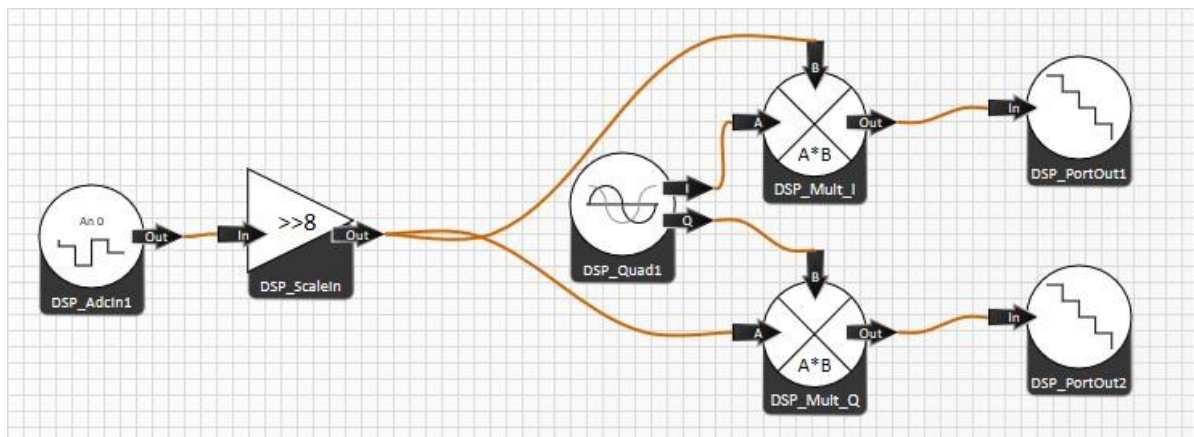 An 0
Out
DSP_AdcIn1
In
>>8
Out
DSP_ScaleIn
I
Q
DSP_Quad1
B
A
Out
A*B
DSP_Mult_I
In
DSP_PortOut1
B
A
Out
A*B
DSP_Mult_Q
In
DSP_PortOut2